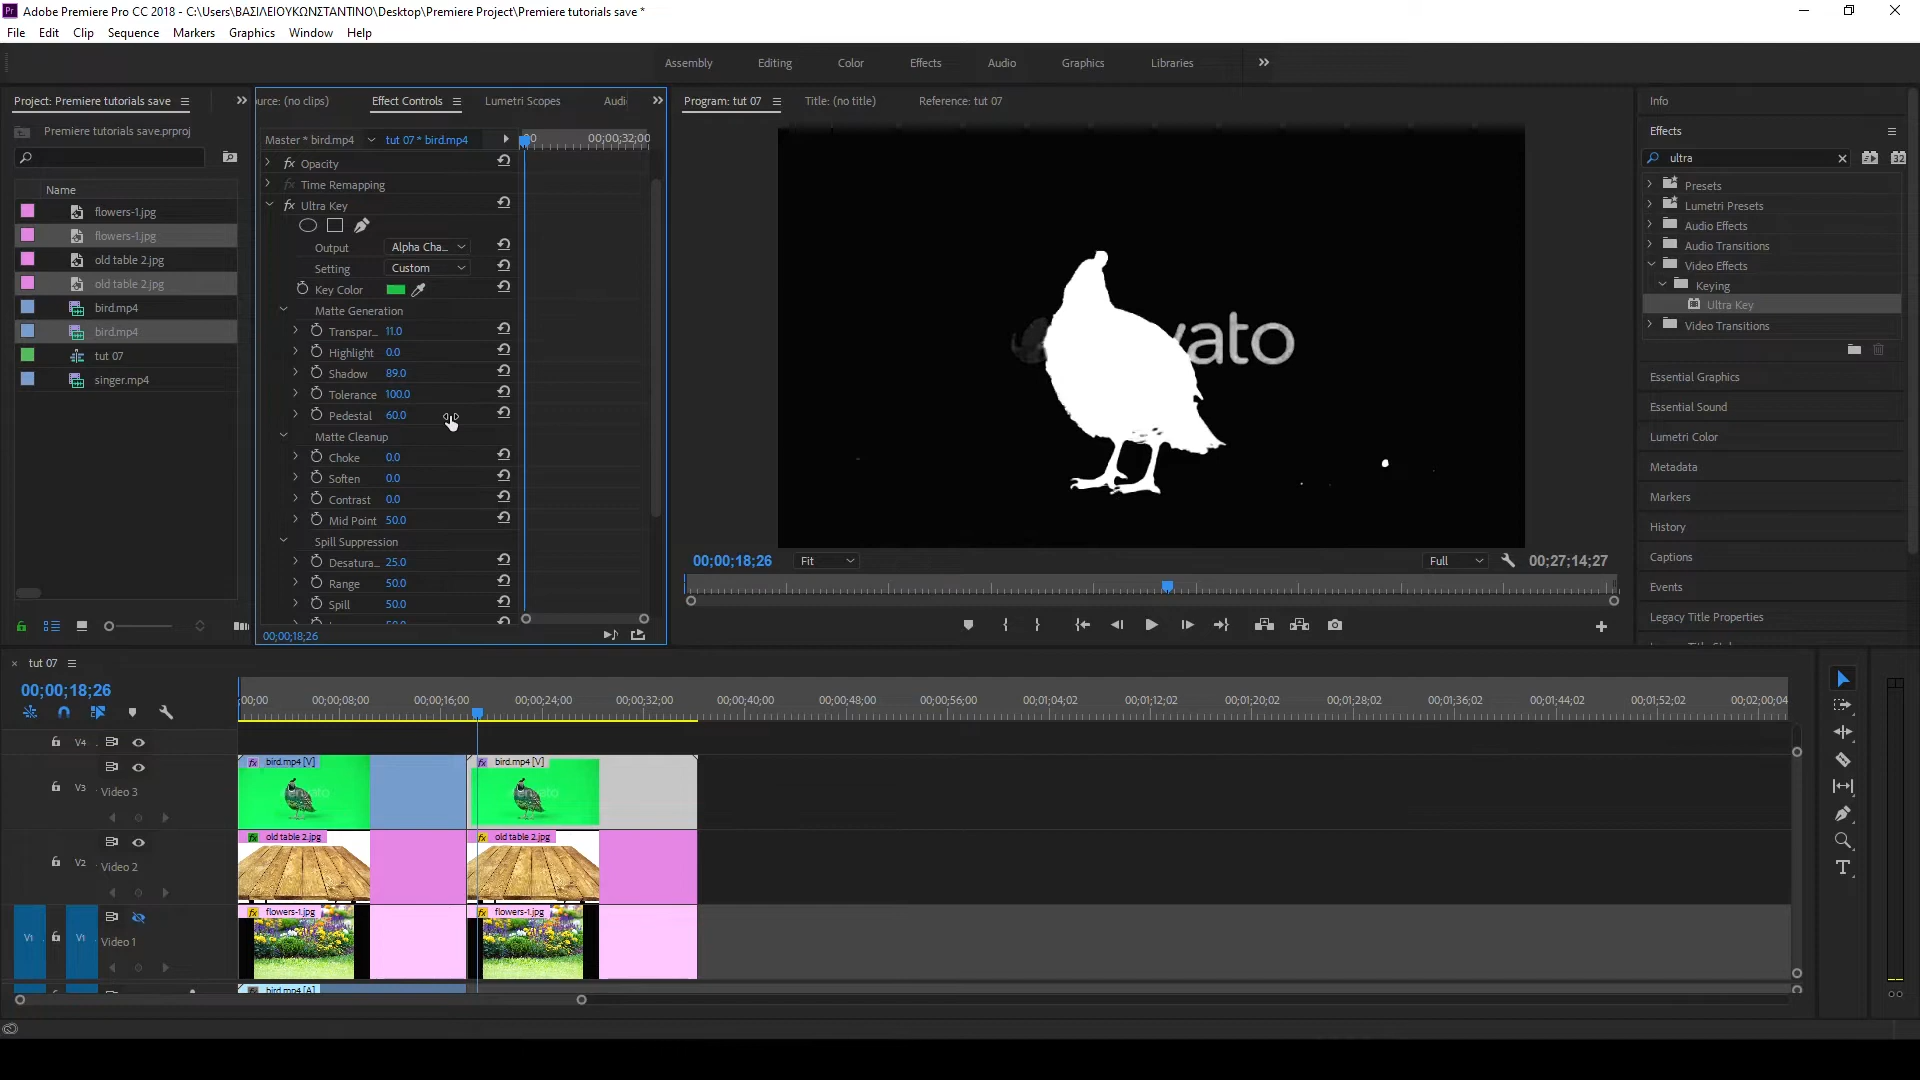 Adobe Premiere Pro CC 2018 - C:\Users\ΒΑΣΙΛΕΙΟΥΚΩΝΣΤΑΝΤΙΝΟ\Desktop\Premiere Project\Premiere tutorials save *
File Edit Clip Sequence Markers Graphics Window Help
Assembly Editing Color Effects Audio Graphics Libraries
Project: Premiere tutorials save
Premiere tutorials save.prproj
Name
flowers-1.jpg
flowers-1.jpg
old table 2.jpg
old table 2.jpg
bird.mp4
bird.mp4
tut 07
singer.mp4
urce: (no clips) Effect Controls Lumetri Scopes Audi
Master * bird.mp4 tut 07 * bird.mp4 00 00;00;32;00
Opacity
Time Remapping
Ultra Key
Output Alpha Cha...
Setting Custom
Key Color
Matte Generation
Transpar... 11.0
Highlight 0.0
Shadow 89.0
Tolerance 100.0
Pedestal 60.0
Matte Cleanup
Choke 0.0
Soften 0.0
Contrast 0.0
Mid Point 50.0
Spill Suppression
Desatura... 25.0
Range 50.0
Spill 50.0
00;00;18;26
Program: tut 07 Title: (no title) Reference: tut 07
vato
00;00;18;26 Fit Full 00;27;14;27
Info
Effects
ultra
Presets
Lumetri Presets
Audio Effects
Audio Transitions
Video Effects
Keying
Ultra Key
Video Transitions
Essential Graphics
Essential Sound
Lumetri Color
Metadata
Markers
History
Captions
Events
Legacy Title Properties
tut 07
00;00;18;26
;00;00 00;00;08;00 00;00;16;00 00;00;24;00 00;00;32;00 00;00;40;00 00;00;48;00 00;00;56;00 00;01;04;02 00;01;12;02 00;01;20;02 00;01;28;02 00;01;36;02 00;01;44;02 00;01;52;02 00;02;00;04
V4
V3 Video 3
bird.mp4 [V] bird.mp4 [V]
V2 Video 2
old table 2.jpg old table 2.jpg
V1 V1 Video 1
flowers-1.jpg flowers-1.jpg
bird.mp4 [A]